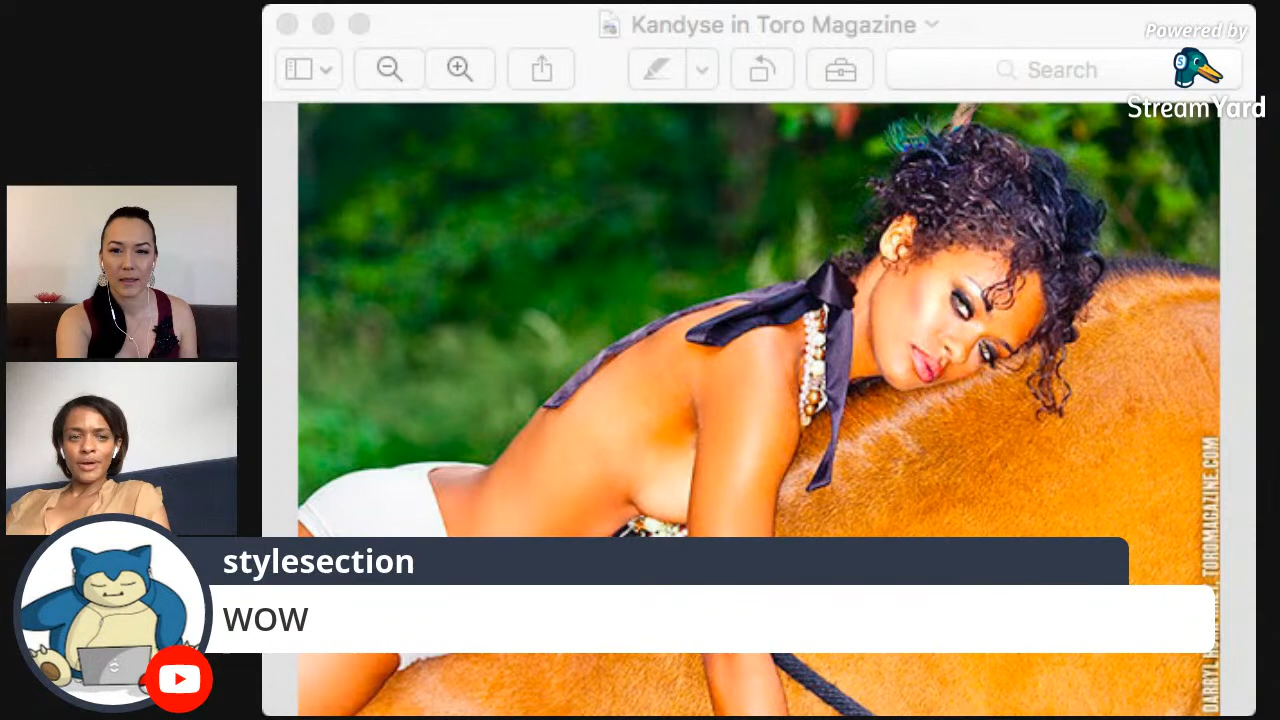 Kandyse in Toro Magazine
Search
Powered by
S
StreamYard
TOROMAGAZINE.COM
stylesection
wow